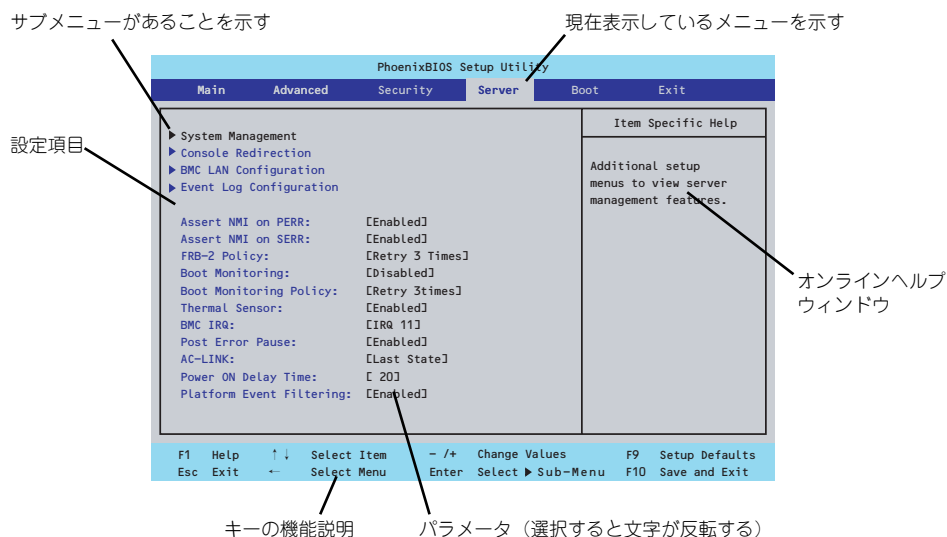 サブメニューがあることを示す
現在表示しているメニューを示す
PhoenixBIOS Setup Utility
Main Advanced Security Server Boot Exit
設定項目
Item Specific Help
▶ System Management
▶ Console Redirection
▶ BMC LAN Configuration
▶ Event Log Configuration
Additional setup
menus to view server
management features.
Assert NMI on PERR: [Enabled]
Assert NMI on SERR: [Enabled]
FRB-2 Policy: [Retry 3 Times]
Boot Monitoring: [Disabled]
Boot Monitoring Policy: [Retry 3times]
Thermal Sensor: [Enabled]
BMC IRQ: [IRQ 11]
Post Error Pause: [Enabled]
AC-LINK: [Last State]
Power ON Delay Time: [ 20]
Platform Event Filtering: [Enabled]
オンラインヘルプ
ウィンドウ
F1 Help ↑↓ Select Item − /+ Change Values F9 Setup Defaults
Esc Exit ← Select Menu Enter Select ▶ Sub-Menu F10 Save and Exit
キーの機能説明
パラメータ（選択すると文字が反転する）